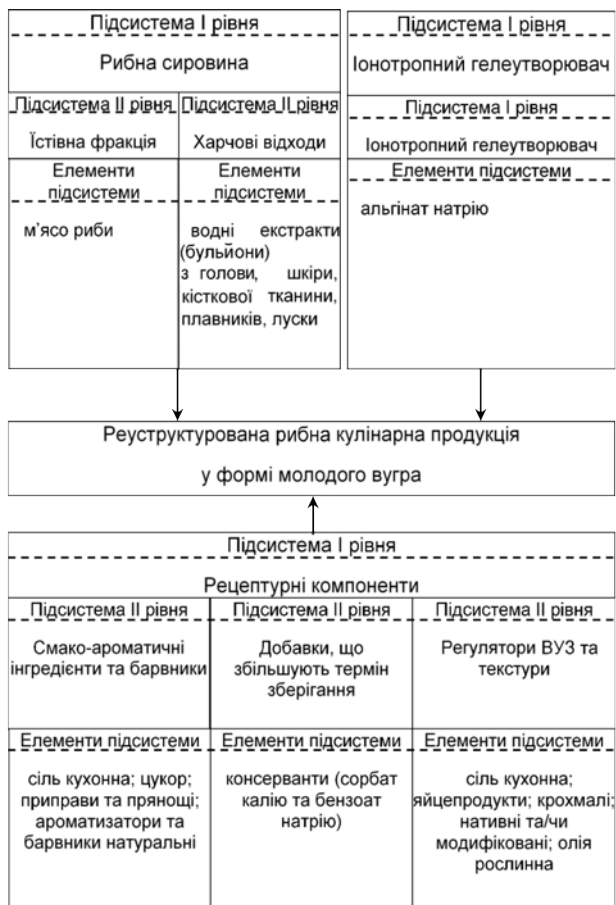 Підсистема І рівня
Рибна сировина
Підсистема ІІ рівня
Їстівна фракція
Елементи
підсистеми
м’ясо риби
Підсистема ІІ рівня
Харчові відходи
Елементи
підсистеми
водні екстракти
(бульйони)
з голови, шкіри,
кісткової тканини,
плавників, луски
Підсистема І рівня
Іонотропний гелеутворювач
Підсистема І рівня
Іонотропний гелеутворювач
Елементи підсистеми
альгінат натрію
Реуструктурована рибна кулінарна продукція
у формі молодого вугра
Підсистема І рівня
Рецептурні компоненти
Підсистема ІІ рівня
Смако-ароматичні
інгредієнти та барвники
Елементи підсистеми
сіль кухонна; цукор;
приправи та прянощі;
ароматизатори та
барвники натуральні
Підсистема ІІ рівня
Добавки, що
збільшують термін
зберігання
Елементи підсистеми
консерванти (сорбат
калію та бензоат
натрію)
Підсистема ІІ рівня
Регулятори ВУЗ та
текстури
Елементи підсистеми
сіль кухонна;
яйцепродукти; крохмалі;
нативні та/чи
модифіковані; олія
рослинна